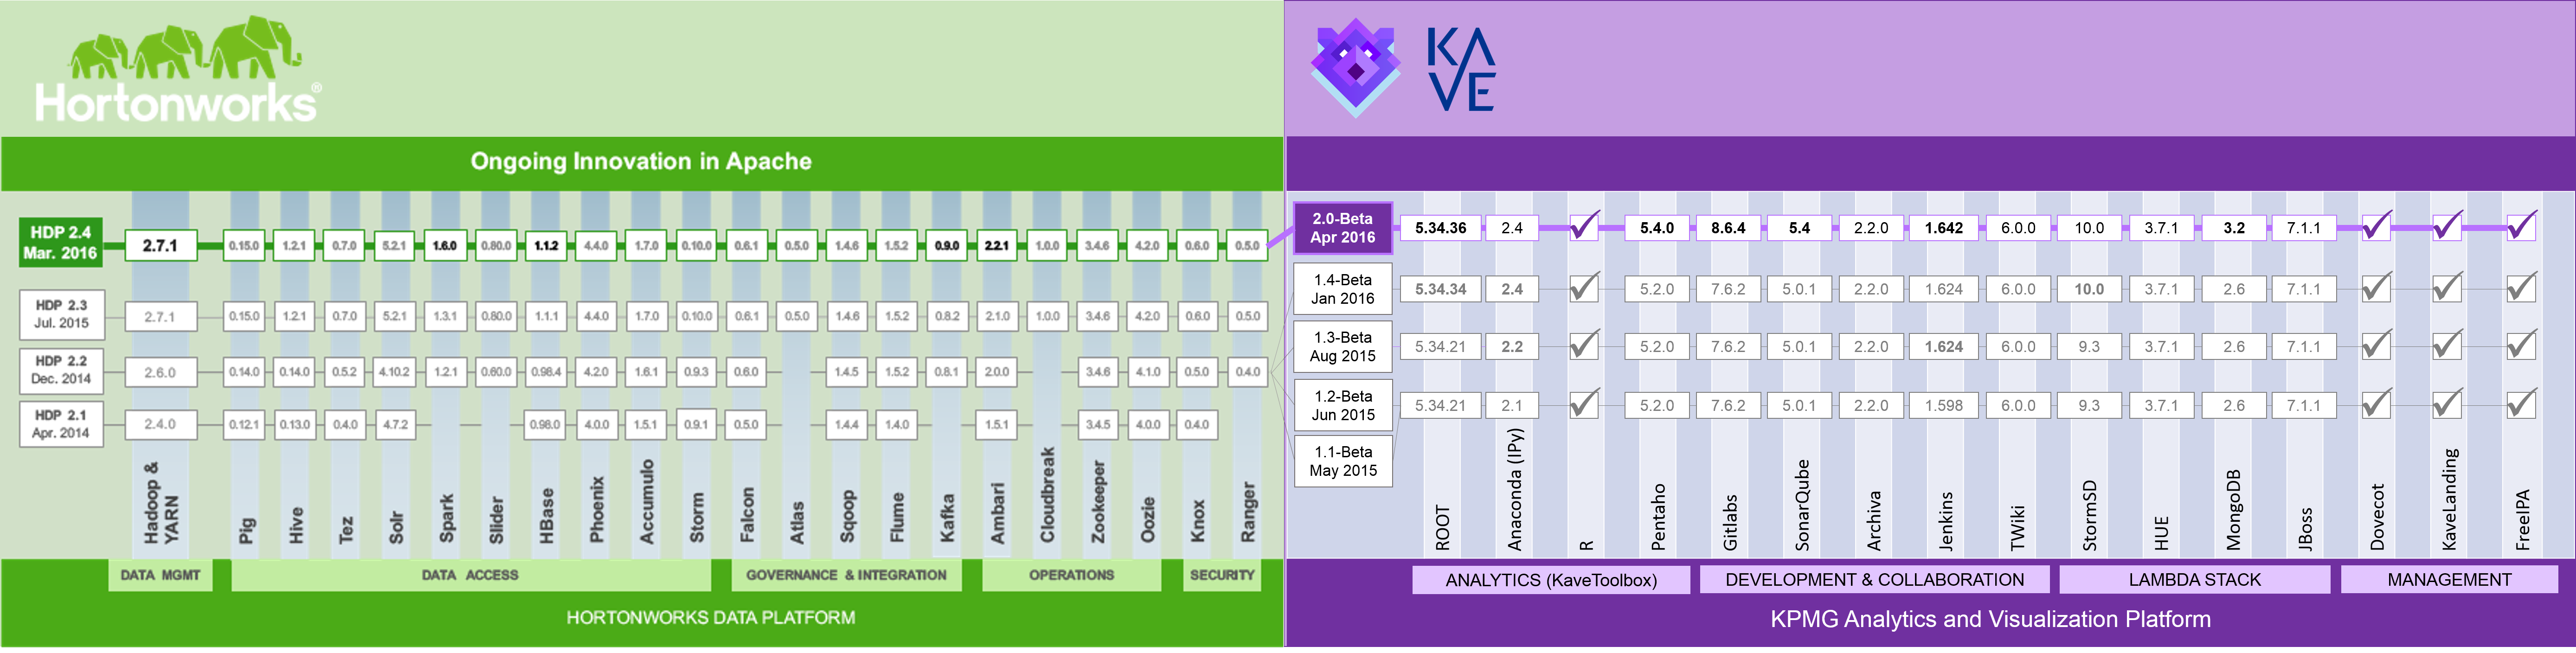 Hortonworks®
KAVE
Ongoing Innovation in Apache
HDP 2.4
Mar. 2016
2.7.1 0.15.0 1.2.1 0.7.0 5.2.1 1.6.0 0.80.0 1.1.2 4.4.0 1.7.0 0.10.0 0.6.1 0.5.0 1.4.6 1.5.2 0.9.0 2.2.1 1.0.0 3.4.6 4.2.0 0.6.0 0.5.0
HDP 2.3
Jul. 2015
2.7.1 0.15.0 1.2.1 0.7.0 5.2.1 1.3.1 0.80.0 1.1.1 4.4.0 1.7.0 0.10.0 0.6.1 0.5.0 1.4.6 1.5.2 0.8.2 2.1.0 1.0.0 3.4.6 4.2.0 0.6.0 0.5.0
HDP 2.2
Dec. 2014
2.6.0 0.14.0 0.14.0 0.5.2 4.10.2 1.2.1 0.60.0 0.98.4 4.2.0 1.6.1 0.9.3 0.6.0 1.4.5 1.5.2 0.8.1 2.0.0 3.4.6 4.1.0 0.5.0 0.4.0
HDP 2.1
Apr. 2014
2.4.0 0.12.1 0.13.0 0.4.0 4.7.2 0.98.0 4.0.0 1.5.1 0.9.1 0.5.0 1.4.4 1.4.0 1.5.1 3.4.5 4.0.0 0.4.0
Hadoop &
YARN
Pig
Hive
Tez
Solr
Spark
Slider
HBase
Phoenix
Accumulo
Storm
Falcon
Atlas
Sqoop
Flume
Kafka
Ambari
Cloudbreak
Zookeeper
Oozie
Knox
Ranger
DATA MGMT
DATA ACCESS
GOVERNANCE & INTEGRATION
OPERATIONS
SECURITY
HORTONWORKS DATA PLATFORM
2.0-Beta
Apr 2016
5.34.36 2.4 5.4.0 8.6.4 5.4 2.2.0 1.642 6.0.0 10.0 3.7.1 3.2 7.1.1
1.4-Beta
Jan 2016
5.34.34 2.4 5.2.0 7.6.2 5.0.1 2.2.0 1.624 6.0.0 10.0 3.7.1 2.6 7.1.1
1.3-Beta
Aug 2015
5.34.21 2.2 5.2.0 7.6.2 5.0.1 2.2.0 1.624 6.0.0 9.3 3.7.1 2.6 7.1.1
1.2-Beta
Jun 2015
5.34.21 2.1 5.2.0 7.6.2 5.0.1 2.2.0 1.598 6.0.0 9.3 3.7.1 2.6 7.1.1
1.1-Beta
May 2015
ROOT
Anaconda (IPy)
R
Pentaho
Gitlabs
SonarQube
Archiva
Jenkins
TWiki
StormSD
HUE
MongoDB
JBoss
Dovecot
KaveLanding
FreeIPA
ANALYTICS (KaveToolbox)
DEVELOPMENT & COLLABORATION
LAMBDA STACK
MANAGEMENT
KPMG Analytics and Visualization Platform